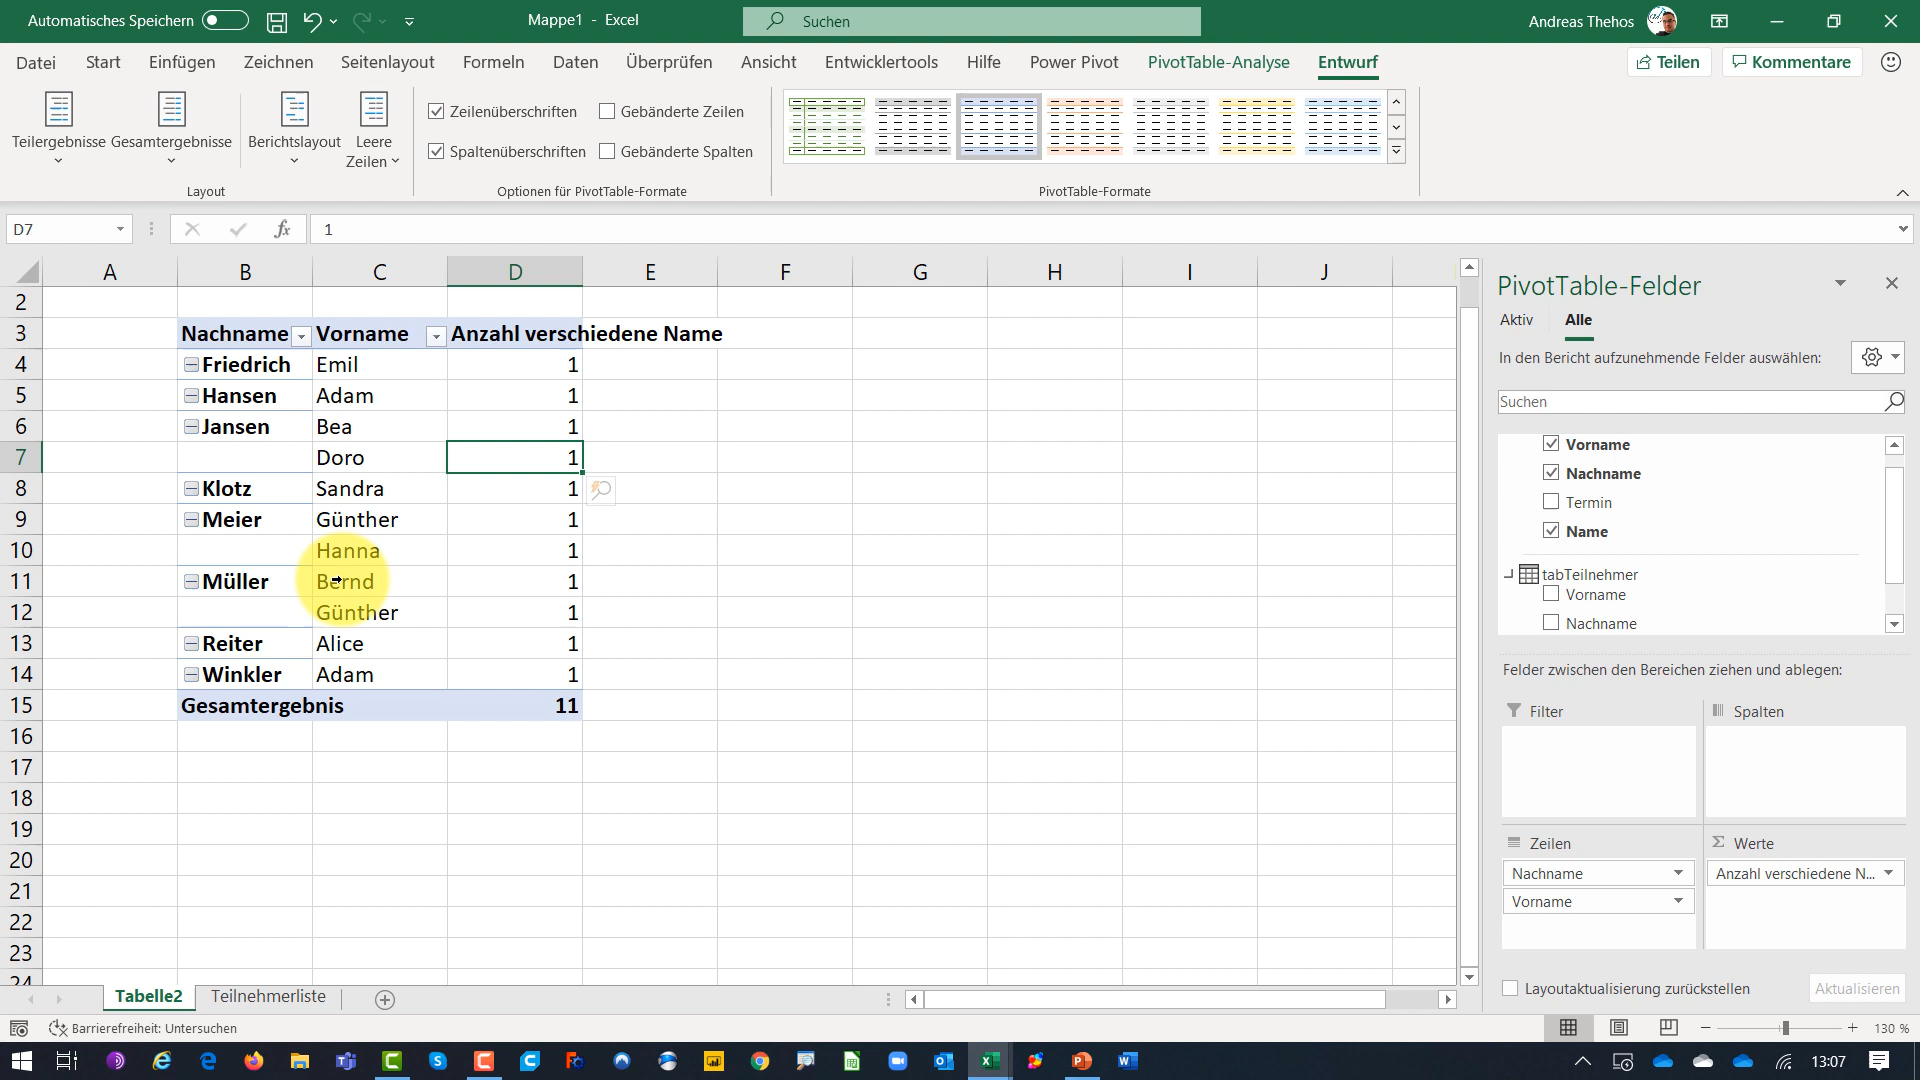 Automatisches Speichern
Mappe1 - Excel
Suchen
Andreas Thehos
Datei Start Einfügen Zeichnen Seitenlayout Formeln Daten Überprüfen Ansicht Entwicklertools Hilfe Power Pivot PivotTable-Analyse Entwurf Teilen Kommentare
Teilergebnisse Gesamtergebnisse Berichtslayout Leere Zeilen
Layout
Zeilenüberschriften Gebänderte Zeilen
Spaltenüberschriften Gebänderte Spalten
Optionen für PivotTable-Formate
PivotTable-Formate
D7 fx 1
A B C D E F G H I J
2
3 Nachname Vorname Anzahl verschiedene Name
4 Friedrich Emil 1
5 Hansen Adam 1
6 Jansen Bea 1
7 Doro 1
8 Klotz Sandra 1
9 Meier Günther 1
10 Hanna 1
11 Müller Bernd 1
12 Günther 1
13 Reiter Alice 1
14 Winkler Adam 1
15 Gesamtergebnis 11
16
17
18
19
20
21
22
23
24
PivotTable-Felder
Aktiv Alle
In den Bericht aufzunehmende Felder auswählen:
Suchen
Vorname
Nachname
Termin
Name
tabTeilnehmer
Vorname
Nachname
Felder zwischen den Bereichen ziehen und ablegen:
Filter Spalten
Zeilen Werte
Nachname Anzahl verschiedene N...
Vorname
Layoutaktualisierung zurückstellen Aktualisieren
Tabelle2 Teilnehmerliste
Barrierefreiheit: Untersuchen
130 %
13:07